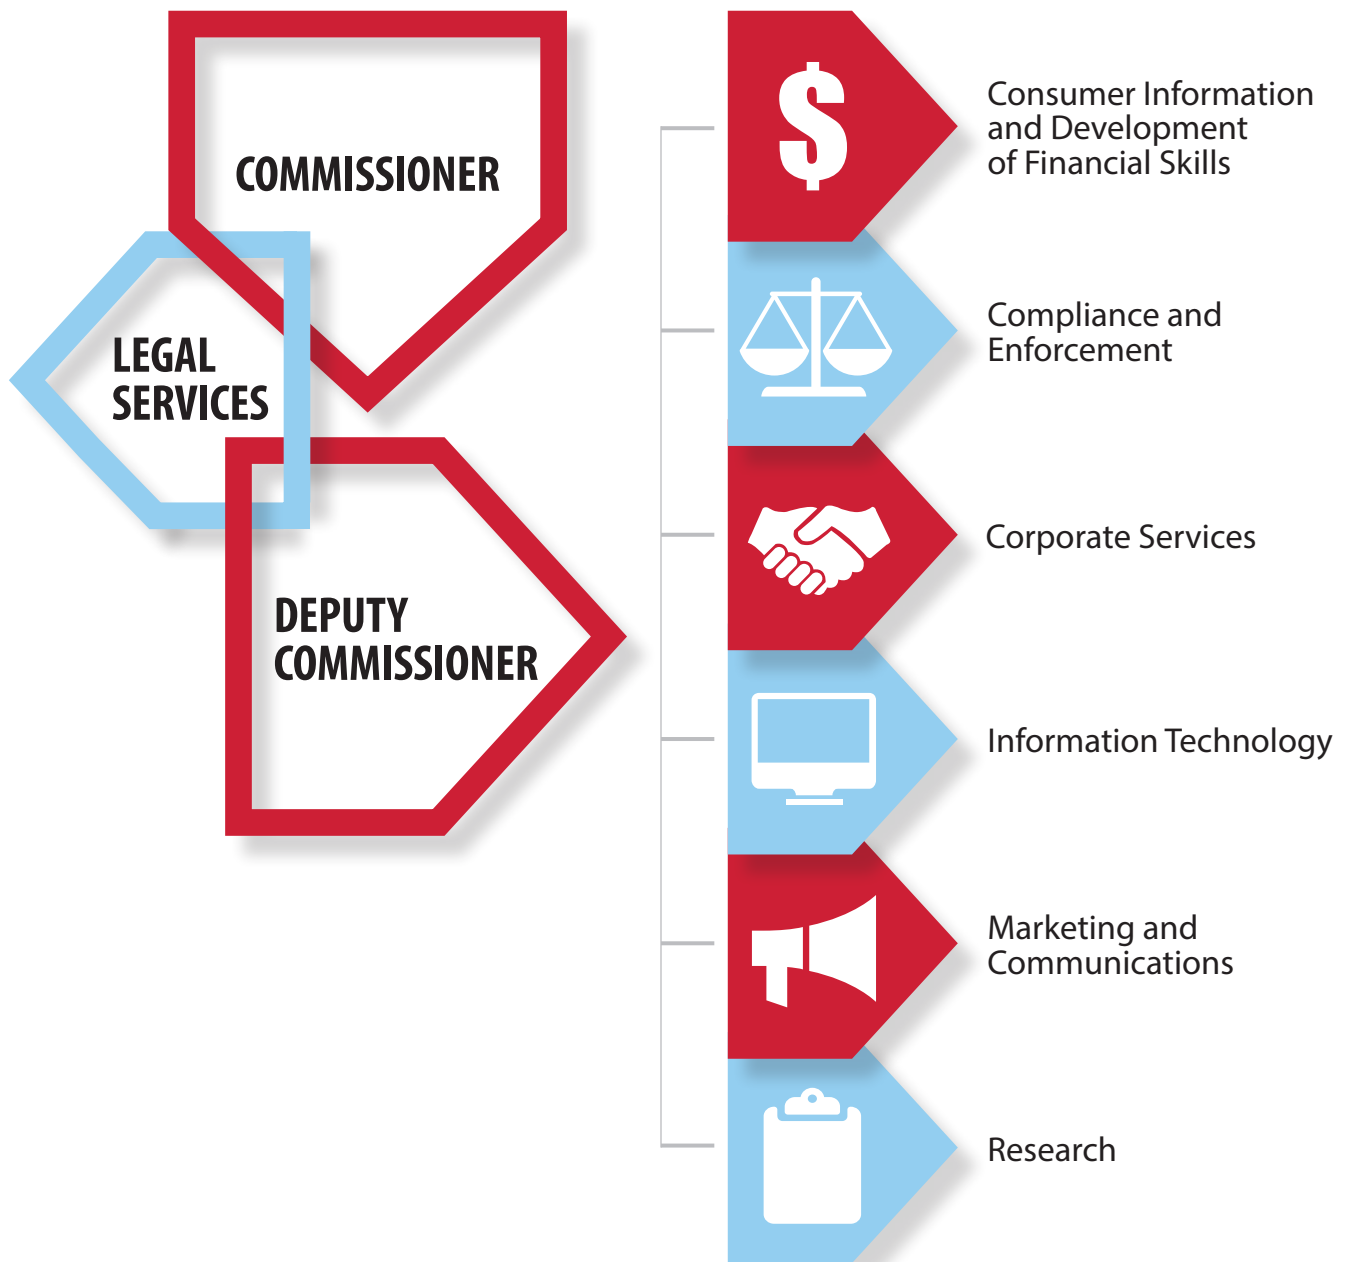 COMMISSIONER
LEGAL
SERVICES
DEPUTY
COMMISSIONER
$
Consumer Information
and Development
of Financial Skills
Compliance and
Enforcement
Corporate Services
Information Technology
Marketing and
Communications
Research